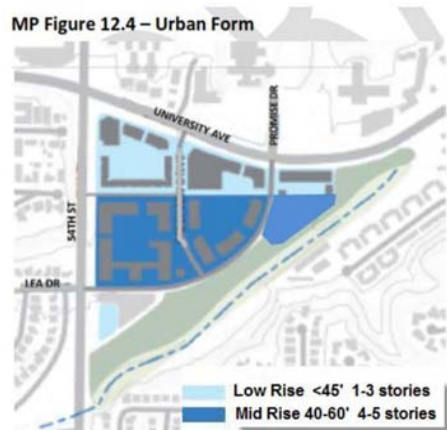 MP Figure 12.4 – Urban Form
UNIVERSITY AVE
PROMISE DR
54TH ST
LEA DR
Low Rise <45' 1-3 stories
Mid Rise 40-60' 4-5 stories